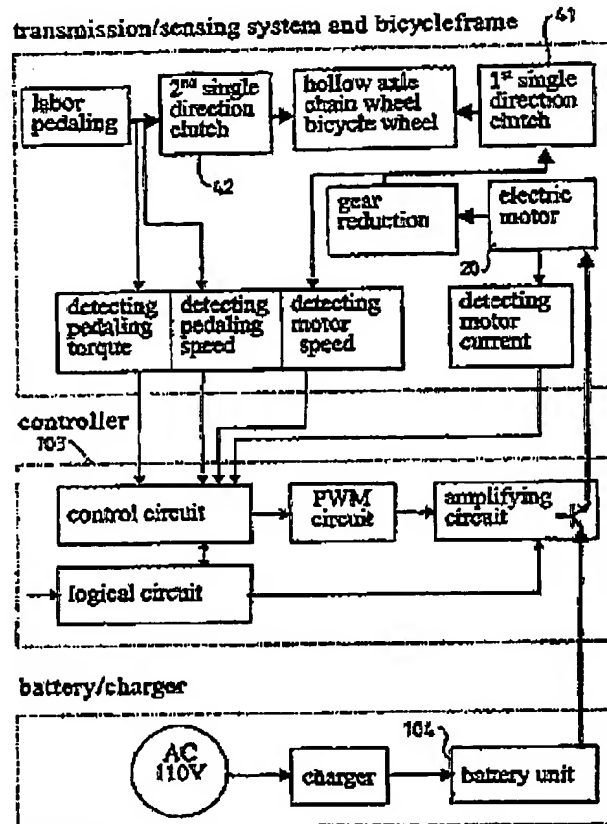 transmission/sensing system and bicycleframe
41
labor
pedaling
2nd single
direction
clutch
hollow axle
chain wheel
bicycle wheel
1st single
direction
clutch
42
gear
reduction
electric
motor
20
detecting
pedaling
torque
detecting
pedaling
speed
detecting
motor
speed
detecting
motor
current
controller
103
control circuit
PWM
circuit
amplifying
circuit
logical circuit
battery/charger
104
AC
110V
charger
battery unit